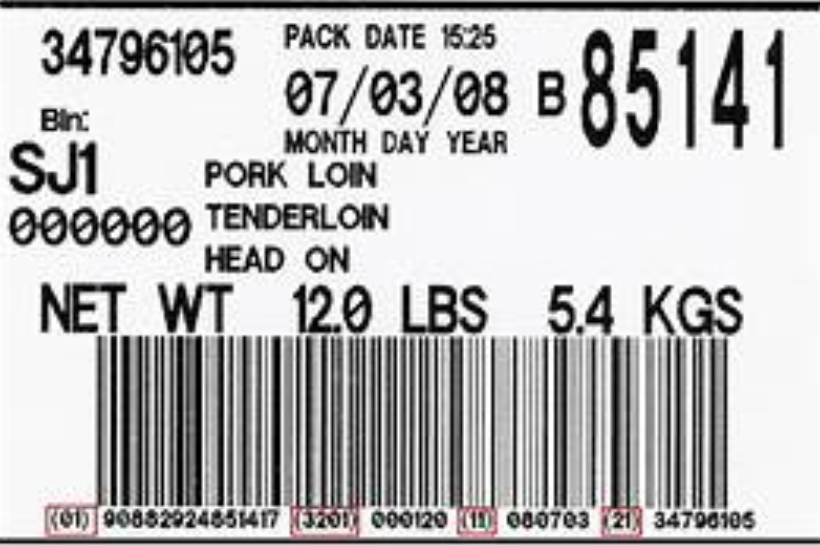 34796105
PACK DATE 15:25
07/03/08 B 85141
MONTH DAY YEAR
Bin:
SJ1
PORK LOIN
000000 TENDERLOIN
HEAD ON
NET WT 12.0 LBS 5.4 KGS
(01) 90882924851417 (3201) 000120 (11) 080703 (21) 34796105